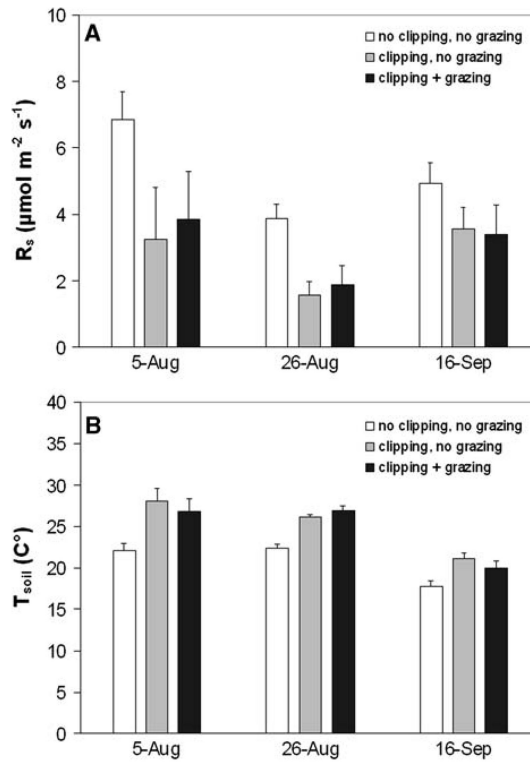 A
no clipping, no grazing
clipping, no grazing
clipping + grazing
Rs (μmol m⁻² s⁻¹)
10
8
6
4
2
0
5-Aug 26-Aug 16-Sep
B
no clipping, no grazing
clipping, no grazing
clipping + grazing
Tsoil (C°)
40
35
30
25
20
15
10
5
0
5-Aug 26-Aug 16-Sep